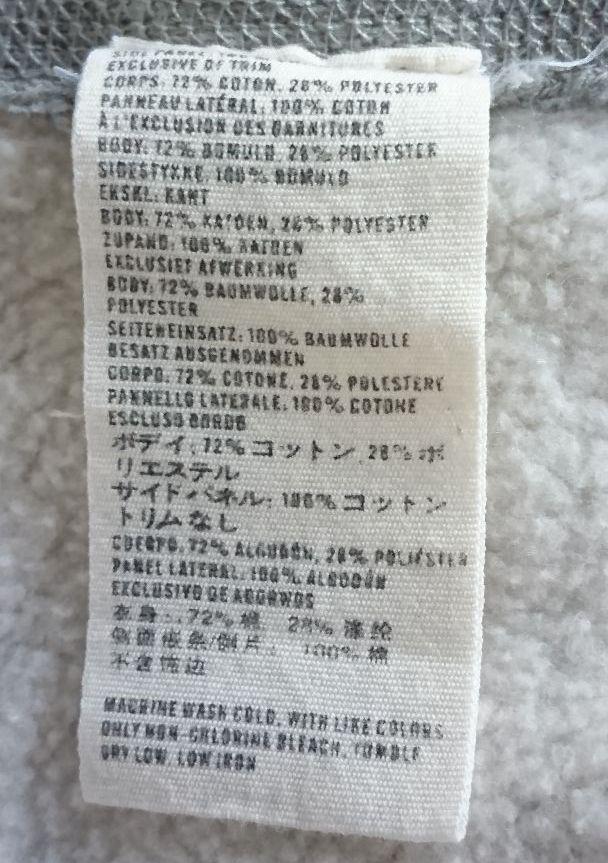 EXCLUSIVE OF TRIM
CORPS: 72% COTON, 28% POLYESTER
PANNEAU LATÉRAL: 100% COTON
À L'EXCLUSION DES GARNITURES
BODY: 72% BOMULD, 28% POLYESTER
SIDESTYKKE: 100% BOMULD
EKSKL: KANT
BODY: 72% KATOEN, 28% POLYESTER
ZIJPAND: 100% KATOEN
EXCLUSIEF AFWERKING
BODY: 72% BAUMWOLLE, 28%
POLYESTER
SEITENEINSATZ: 100% BAUMWOLLE
BESATZ AUSGENOMMEN
CORPO: 72% COTONE, 28% POLESTERE
PANNELLO LATERALE: 100% COTONE
ESCLUSO BORDO
ボディ: 72% コットン, 28% ポ
リエステル
サイドパネル: 100% コットン
トリムなし
CUERPO: 72% ALGODÓN, 28% POLIÉSTER
PANEL LATERAL: 100% ALGODÓN
EXCLUSIVO DE ADORNOS
衣身: 72% 棉, 28% 涤纶
侧片: 100% 棉
不含饰边
MACHINE WASH COLD, WITH LIKE COLORS.
ONLY NON-CHLORINE BLEACH, TUMBLE
DRY LOW, LOW IRON